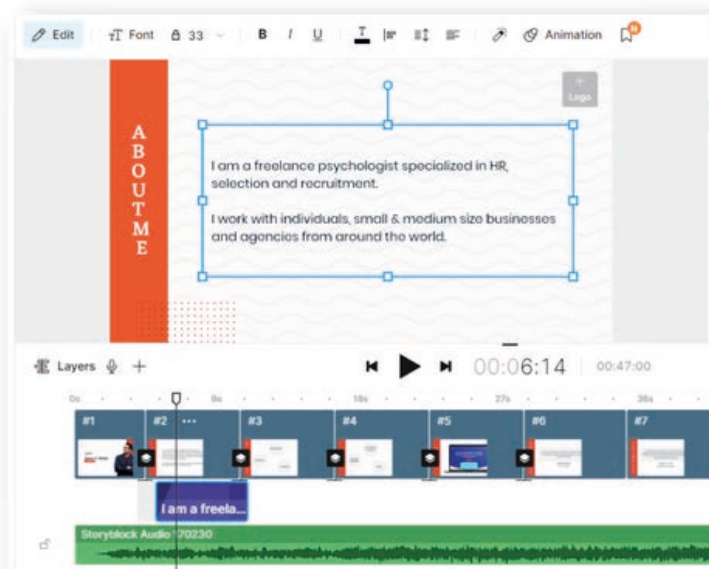 Edit Font 33 B I U T Animation N
Logo
ABOUT ME
I am a freelance psychologist specialized in HR,
selection and recruitment.
I work with individuals, small & medium size businesses
and agencies from around the world.
Layers 00:06:14 00:47:00
0s 9s 18s 27s 36s
#1 #2 #3 #4 #5 #6 #7
I am a freela...
Storyblock Audio